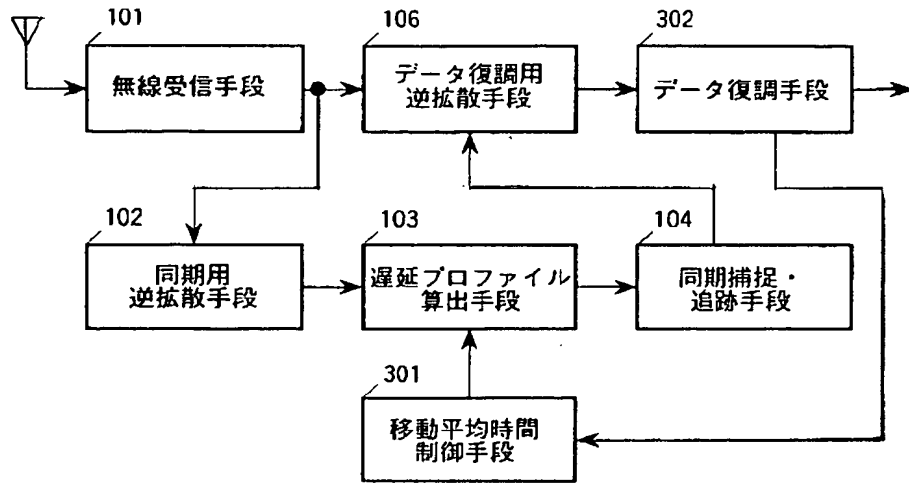 101
無線受信手段
106
データ復調用
逆拡散手段
302
データ復調手段
102
同期用
逆拡散手段
103
遅延プロファイル
算出手段
104
同期捕捉・
追跡手段
301
移動平均時間
制御手段